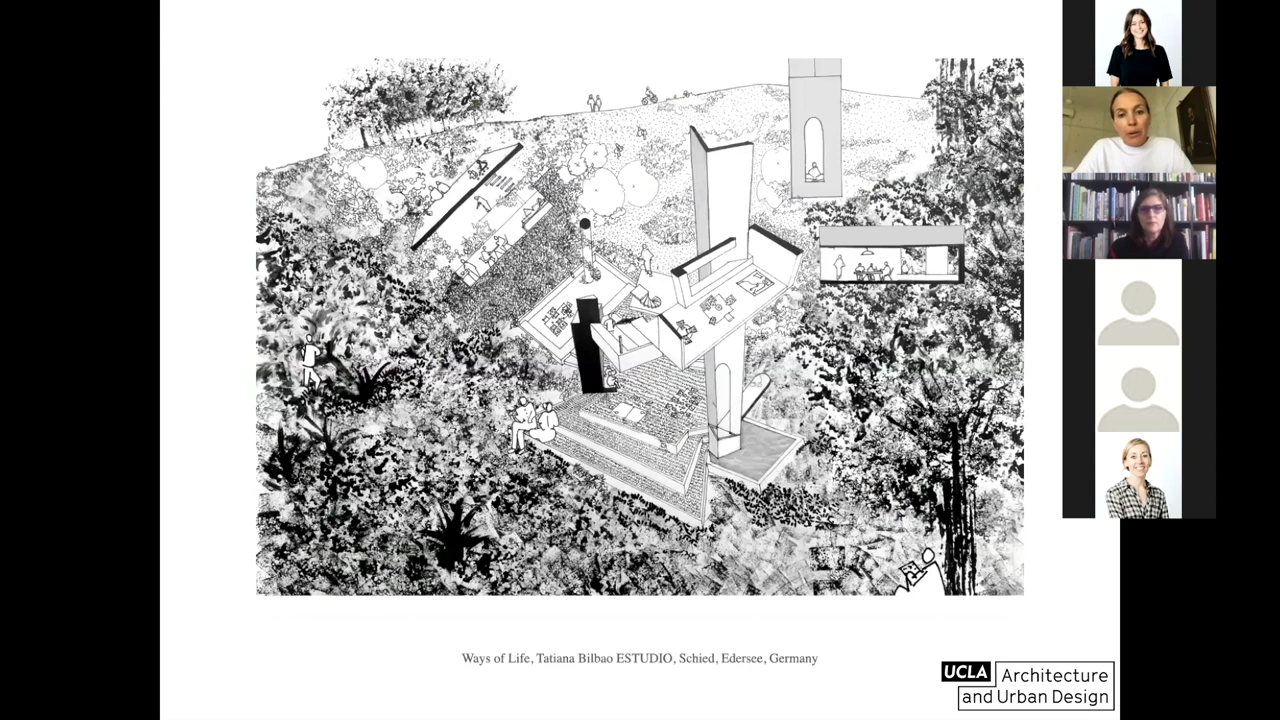 Ways of Life, Tatiana Bilbao ESTUDIO, Schied, Edersee, Germany
UCLA Architecture
and Urban Design